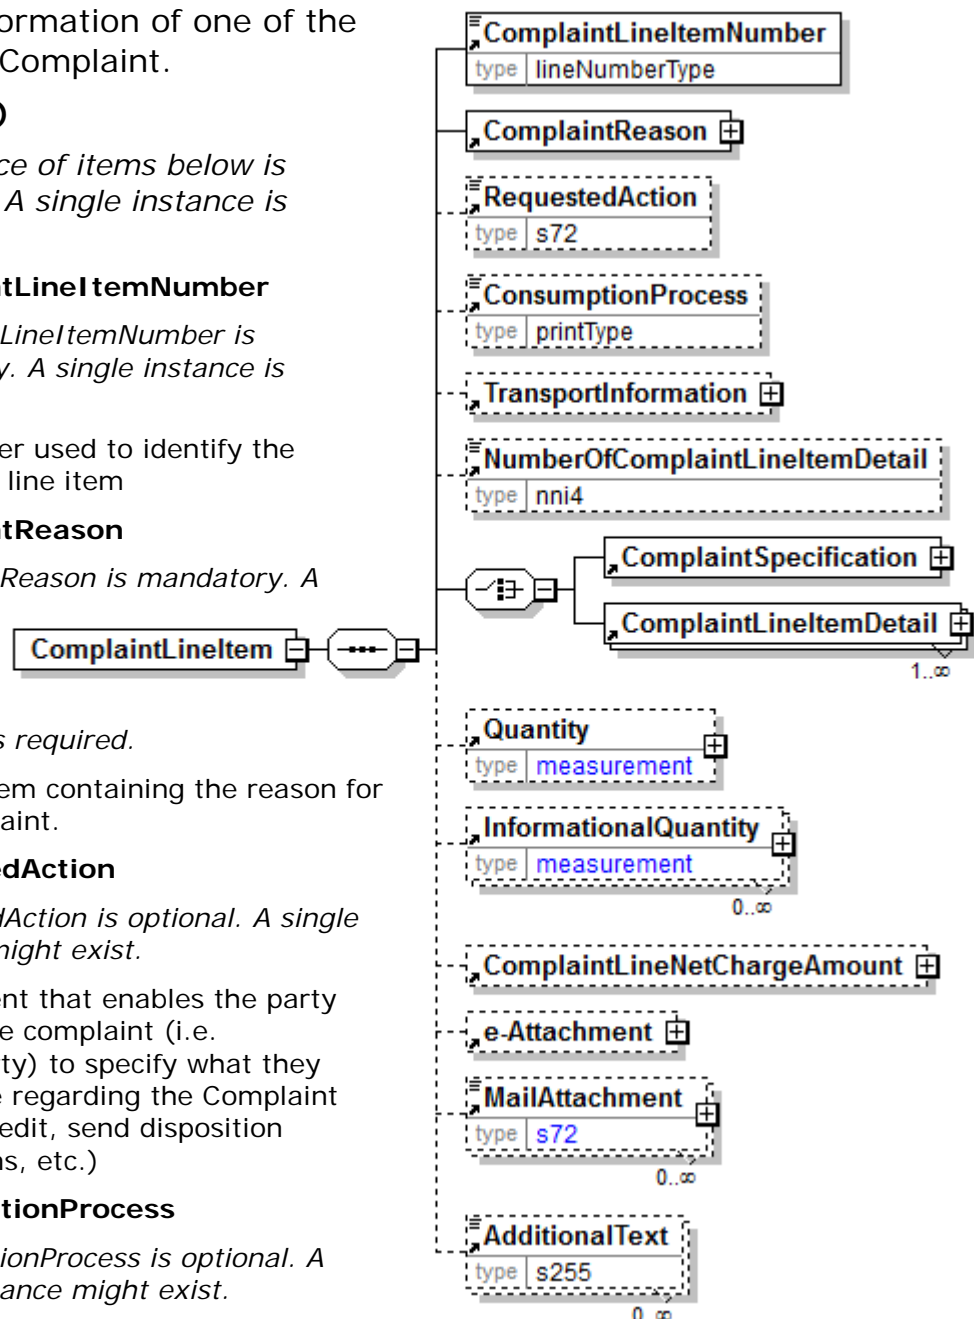 ormation of one of the
Complaint.
)
ce of items below is
A single instance is
ntLineItemNumber
LineItemNumber is
y. A single instance is
er used to identify the
line item
ntReason
Reason is mandatory. A
s required.
em containing the reason for
aint.
edAction
dAction is optional. A single
might exist.
ent that enables the party
e complaint (i.e.
ty) to specify what they
e regarding the Complaint
edit, send disposition
ns, etc.)
tionProcess
ionProcess is optional. A
ance might exist.
ComplaintLineItem
ComplaintLineItemNumber
type lineNumberType
ComplaintReason
RequestedAction
type s72
ConsumptionProcess
type printType
TransportInformation
NumberOfComplaintLineItemDetail
type nni4
ComplaintSpecification
ComplaintLineItemDetail
1..∞
Quantity
type measurement
InformationalQuantity
type measurement
0..∞
ComplaintLineNetChargeAmount
e-Attachment
MailAttachment
type s72
0..∞
AdditionalText
type s255
0..∞